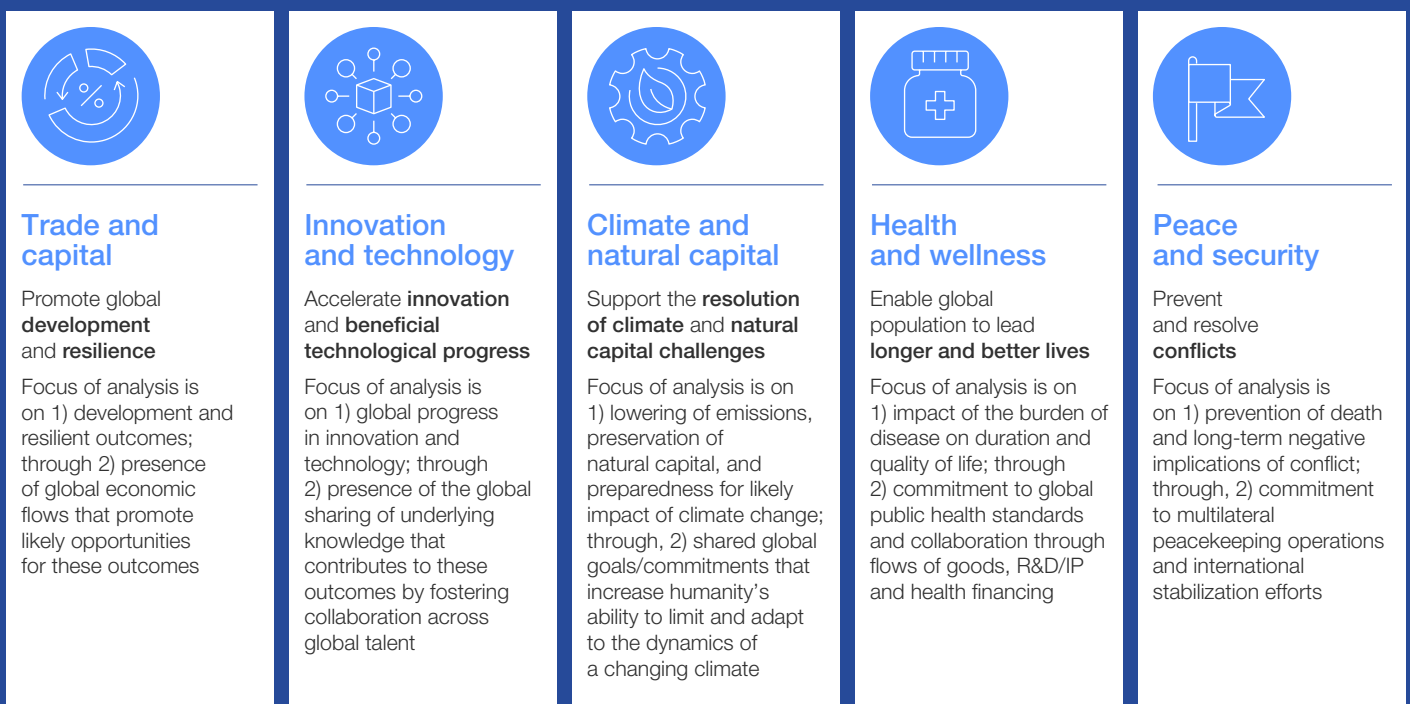 Trade and
capital
Promote global
development
and resilience
Focus of analysis is
on 1) development and
resilient outcomes;
through 2) presence
of global economic
flows that promote
likely opportunities
for these outcomes
Innovation
and technology
Accelerate innovation
and beneficial
technological progress
Focus of analysis is
on 1) global progress
in innovation and
technology; through
2) presence of the global
sharing of underlying
knowledge that
contributes to these
outcomes by fostering
collaboration across
global talent
Climate and
natural capital
Support the resolution
of climate and natural
capital challenges
Focus of analysis is on
1) lowering of emissions,
preservation of
natural capital, and
preparedness for likely
impact of climate change;
through, 2) shared global
goals/commitments that
increase humanity's
ability to limit and adapt
to the dynamics of
a changing climate
Health
and wellness
Enable global
population to lead
longer and better lives
Focus of analysis is on
1) impact of the burden of
disease on duration and
quality of life; through
2) commitment to global
public health standards
and collaboration through
flows of goods, R&D/IP
and health financing
Peace
and security
Prevent
and resolve
conflicts
Focus of analysis is
on 1) prevention of death
and long-term negative
implications of conflict;
through, 2) commitment
to multilateral
peacekeeping operations
and international
stabilization efforts